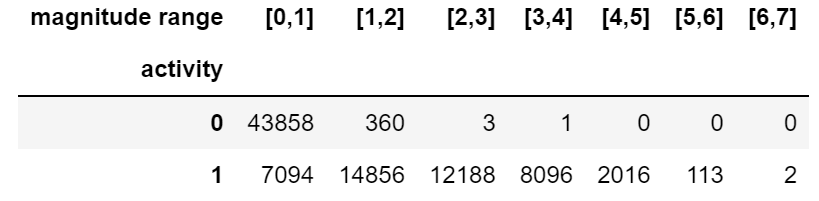 magnitude range [0,1] [1,2] [2,3] [3,4] [4,5] [5,6] [6,7]
activity
0 43858 360 3 1 0 0 0
1 7094 14856 12188 8096 2016 113 2